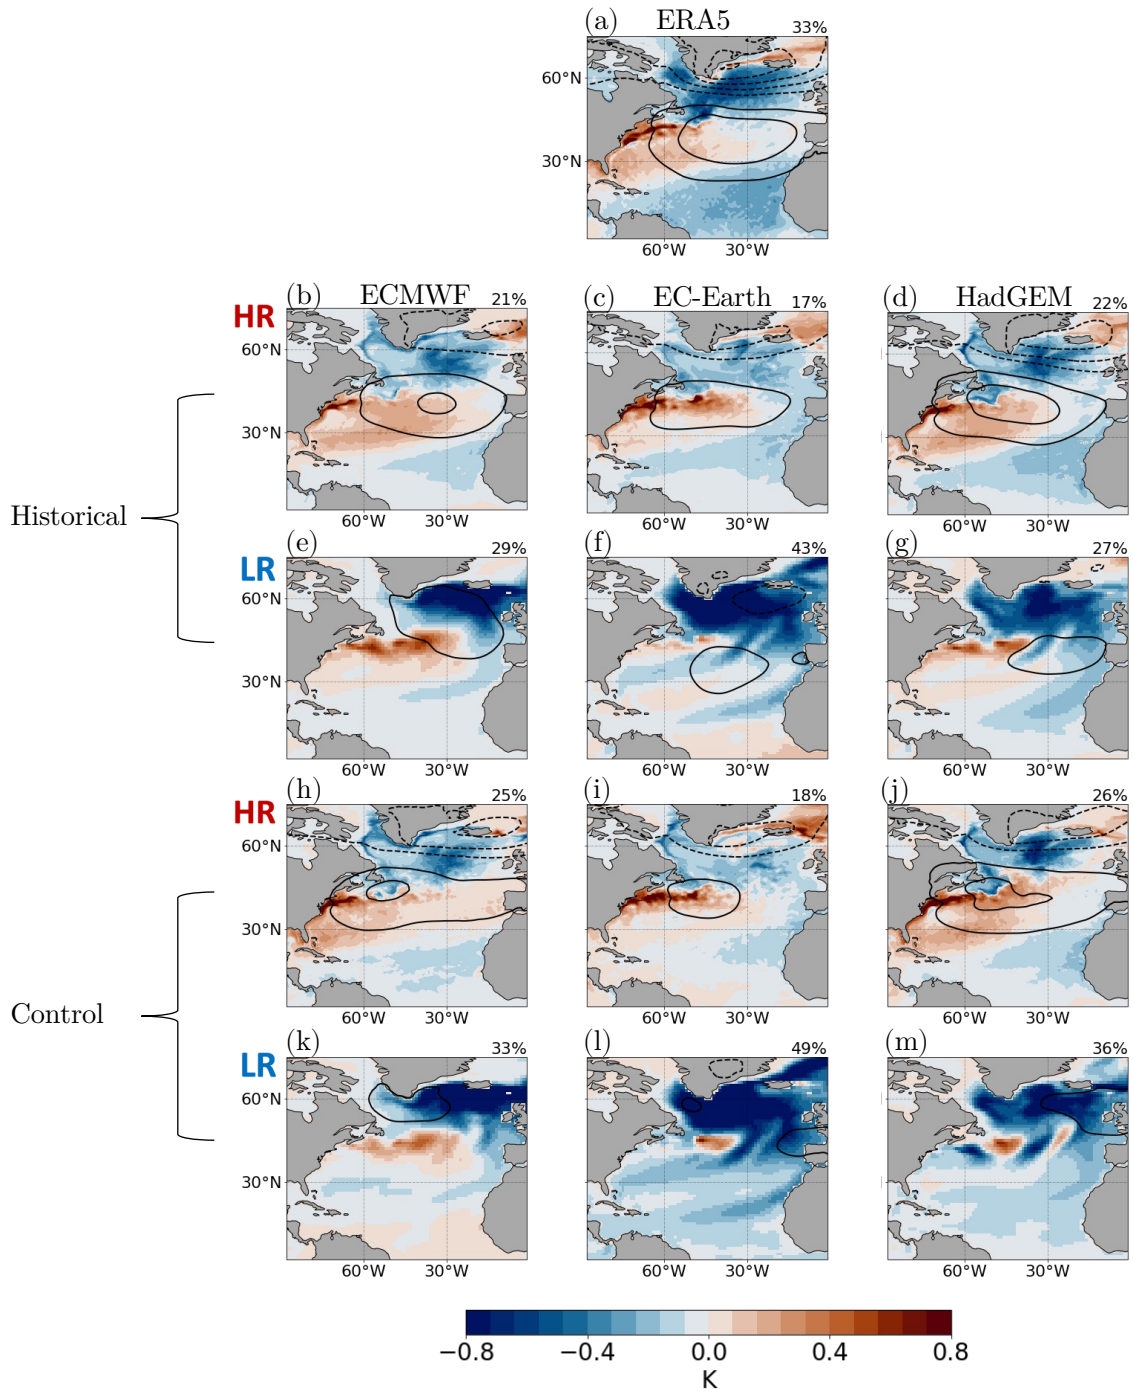 (a) ERA5
33%
60°N
30°N
60°W 30°W
(b) ECMWF 21%
(c) EC-Earth 17%
(d) HadGEM 22%
HR
60°N
30°N
60°W 30°W
60°W 30°W
60°W 30°W
Historical
(e) 29%
(f) 43%
(g) 27%
LR
60°N
30°N
60°W 30°W
60°W 30°W
60°W 30°W
(h) 25%
(i) 18%
(j) 26%
HR
60°N
30°N
60°W 30°W
60°W 30°W
60°W 30°W
Control
(k) 33%
(l) 49%
(m) 36%
LR
60°N
30°N
60°W 30°W
60°W 30°W
60°W 30°W
−0.8 −0.4 0.0 0.4 0.8
K